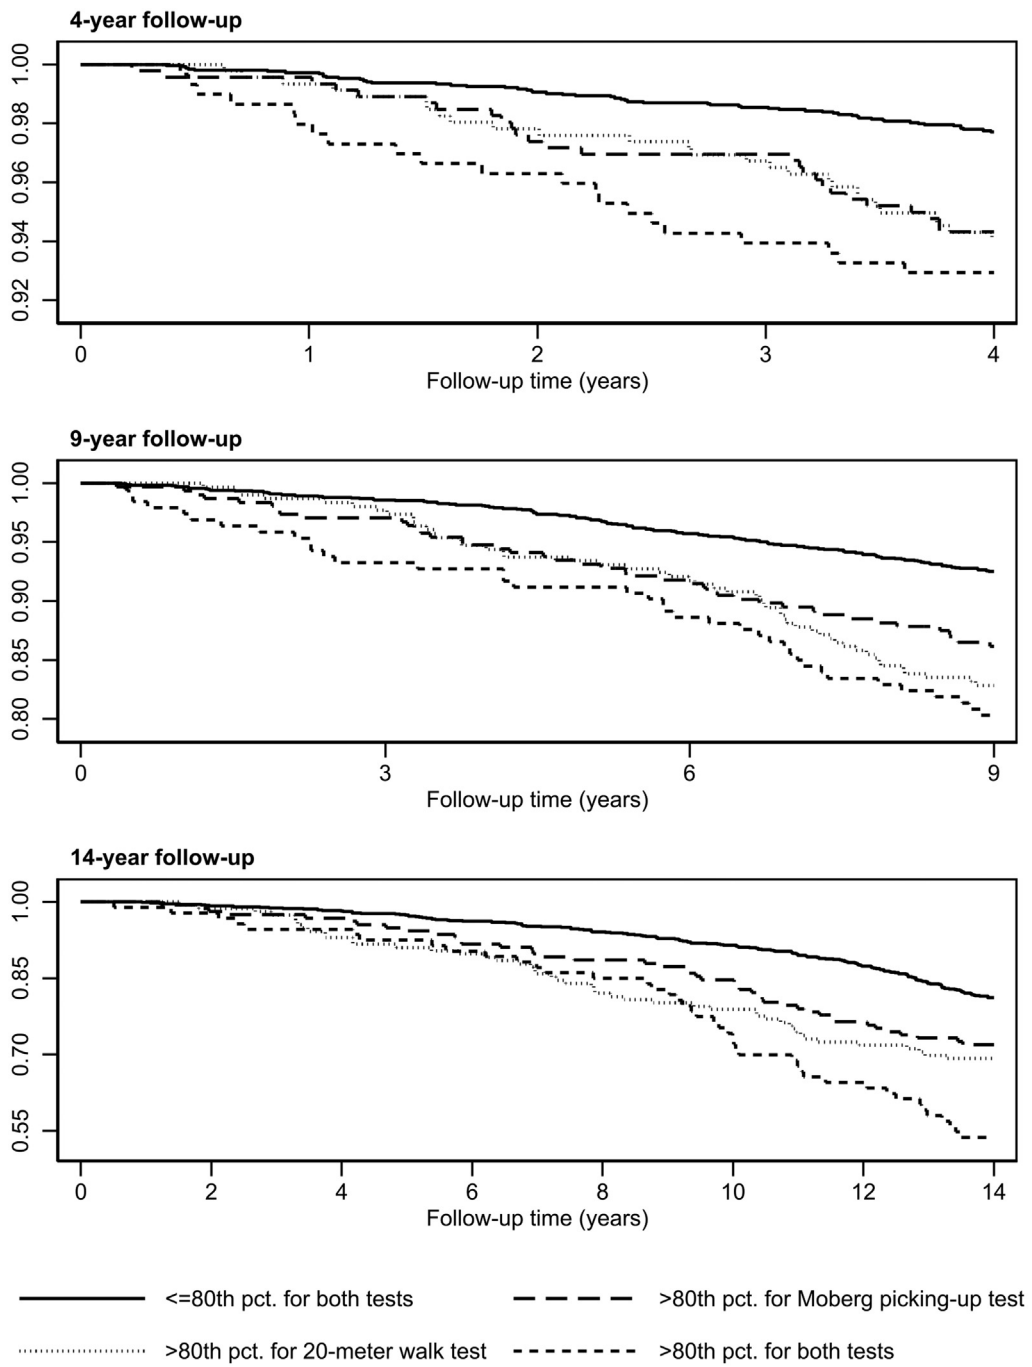 4-year follow-up
1.00
0.98
0.96
0.94
0.92
0 1 2 3 4
Follow-up time (years)
9-year follow-up
1.00
0.95
0.90
0.85
0.80
0 3 6 9
Follow-up time (years)
14-year follow-up
1.00
0.85
0.70
0.55
0 2 4 6 8 10 12 14
Follow-up time (years)
<=80th pct. for both tests >80th pct. for Moberg picking-up test
>80th pct. for 20-meter walk test >80th pct. for both tests